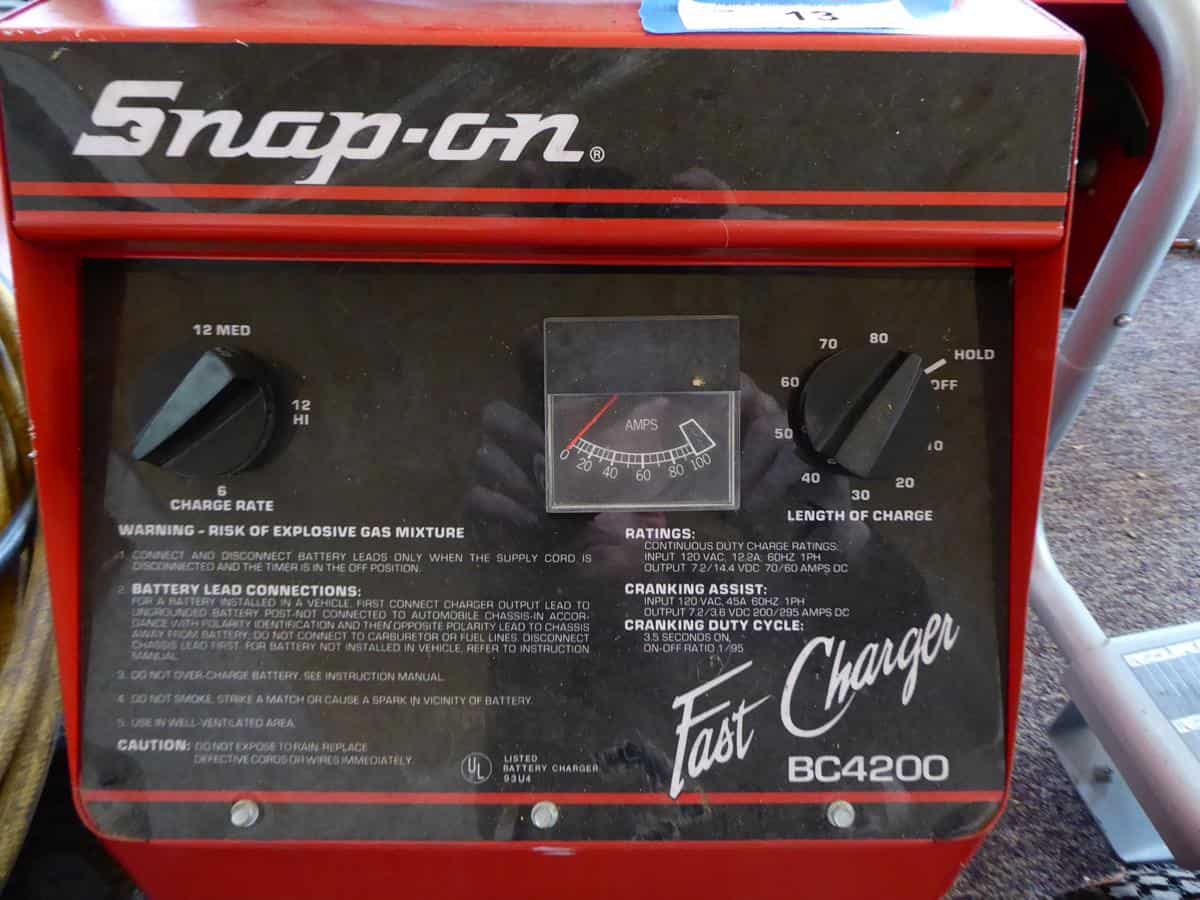 13
Snap-on®
12 MED
12
HI
6
CHARGE RATE
AMPS
0 20 40 60 80 100
80
70
HOLD
60
OFF
50
10
40
20
30
LENGTH OF CHARGE
WARNING - RISK OF EXPLOSIVE GAS MIXTURE
1. CONNECT AND DISCONNECT BATTERY LEADS ONLY WHEN THE SUPPLY CORD IS
DISCONNECTED AND THE TIMER IS IN THE OFF POSITION.
2. BATTERY LEAD CONNECTIONS:
FOR A BATTERY INSTALLED IN A VEHICLE, FIRST CONNECT CHARGER OUTPUT LEAD TO
UNGROUNDED BATTERY. POST-NOT CONNECTED TO AUTOMOBILE CHASSIS-IN ACCOR-
DANCE WITH POLARITY IDENTIFICATION AND THEN OPPOSITE POLARITY LEAD TO CHASSIS
AWAY FROM BATTERY; DO NOT CONNECT TO CARBURETOR OR FUEL LINES. DISCONNECT
CHASSIS LEAD FIRST. FOR BATTERY NOT INSTALLED IN VEHICLE, REFER TO INSTRUCTION
MANUAL.
3. DO NOT OVER-CHARGE BATTERY. SEE INSTRUCTION MANUAL.
4. DO NOT SMOKE, STRIKE A MATCH OR CAUSE A SPARK IN VICINITY OF BATTERY.
5. USE IN WELL-VENTILATED AREA.
CAUTION: DO NOT EXPOSE TO RAIN. REPLACE
DEFECTIVE CORDS OR WIRES IMMEDIATELY.
UL
LISTED
BATTERY CHARGER
93U4
RATINGS:
CONTINUOUS DUTY CHARGE RATINGS:
INPUT 120 VAC, 12.2A, 60HZ 1PH
OUTPUT 7.2/14.4 VDC 70/60 AMPS DC
CRANKING ASSIST:
INPUT 120 VAC, 45A 60HZ 1PH
OUTPUT 7.2/3.6 VDC 200/295 AMPS DC
CRANKING DUTY CYCLE:
3.5 SECONDS ON,
ON-OFF RATIO 1/95
Fast Charger
BC4200